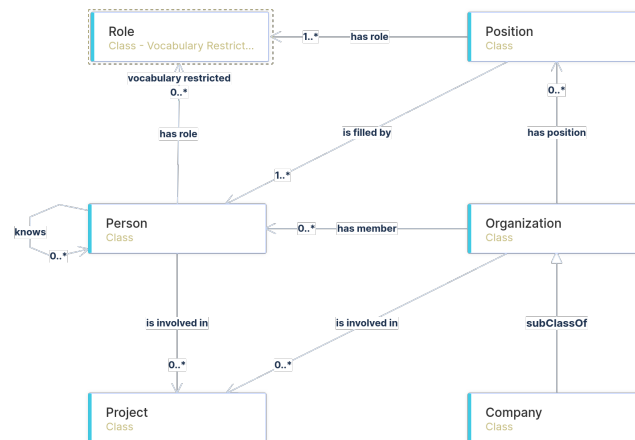 Role
Class - Vocabulary Restrict...
Position
Class
1..*
has role
vocabulary restricted
0..*
0..*
has role
is filled by
has position
1..*
Person
Class
Organization
Class
knows
0..*
0..*
has member
is involved in
is involved in
subClassOf
0..*
0..*
Project
Class
Company
Class